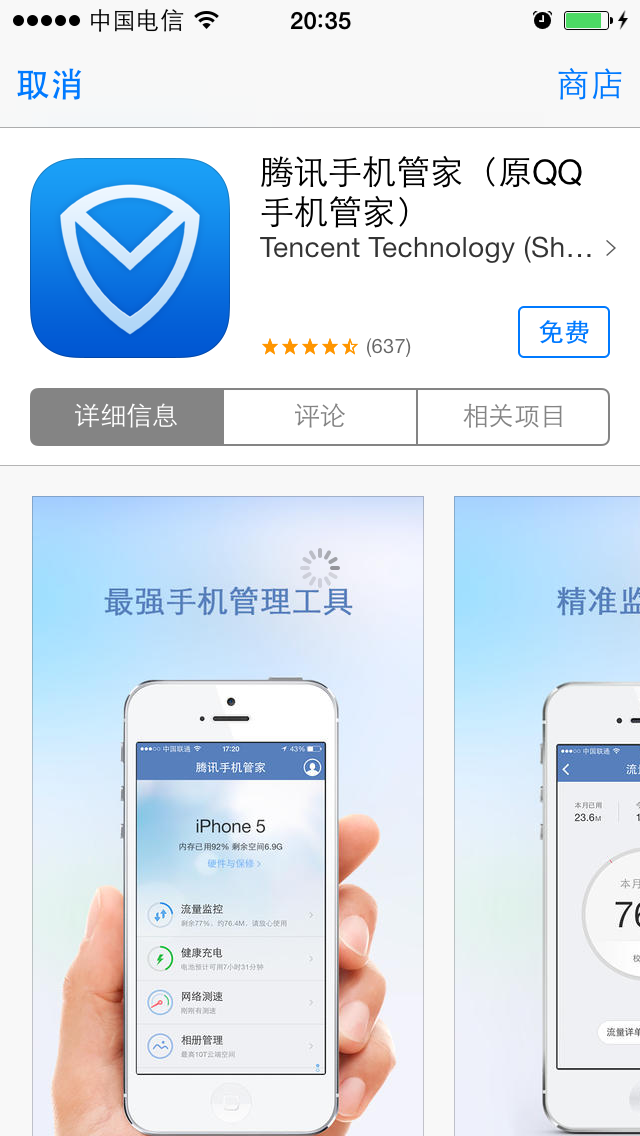 中国电信 20:35
取消 商店
腾讯手机管家（原QQ
手机管家）
Tencent Technology (Sh...
(637) 免费
详细信息 评论 相关项目
最强手机管理工具
中国联通 17:20 43%
腾讯手机管家
iPhone 5
内存已用92% 剩余空间6.9G
硬件与保修 >
流量监控
剩余77%，约76.4M，请放心使用
健康充电
电池预计可用7小时31分钟
网络测速
刚刚有测速
相册管理
最高10T云端空间
精准监
中国联通
流
本月已用
23.6M
本月
76
校
流量详单